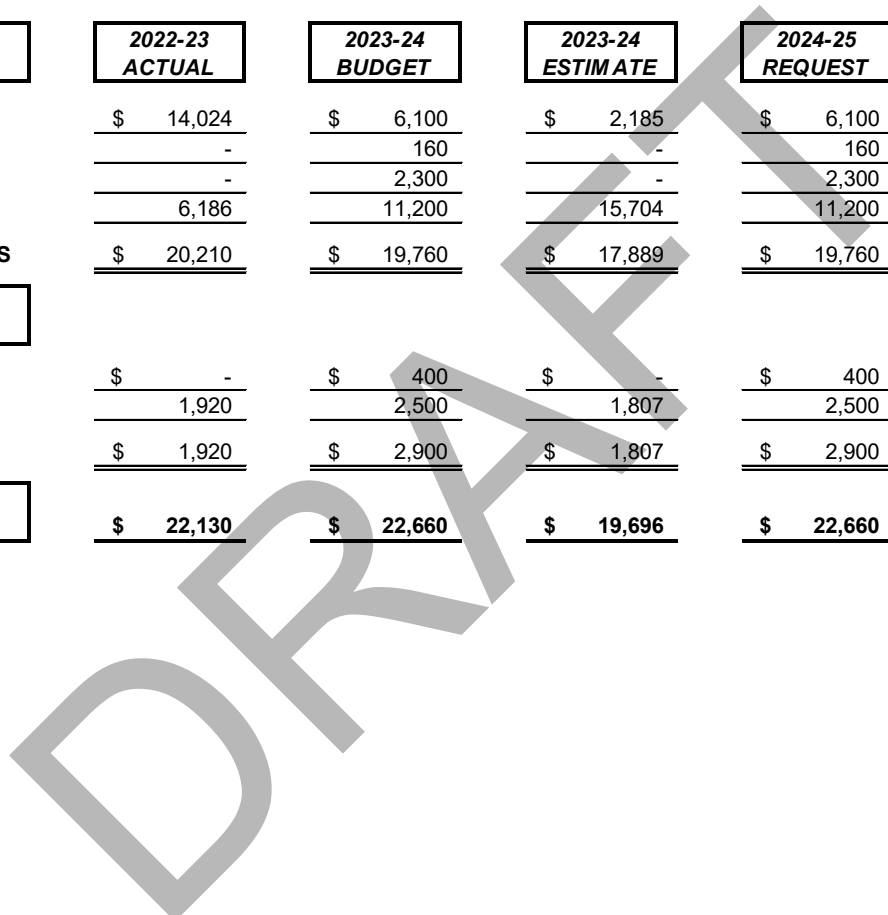 2022-23 2023-24 2023-24 2024-25
ACTUAL BUDGET ESTIMATE REQUEST
$ 14,024 $ 6,100 $ 2,185 $ 6,100
- 160 - 160
- 2,300 - 2,300
6,186 11,200 15,704 11,200
S $ 20,210 $ 19,760 $ 17,889 $ 19,760
$ - $ 400 $ - $ 400
1,920 2,500 1,807 2,500
$ 1,920 $ 2,900 $ 1,807 $ 2,900
$ 22,130 $ 22,660 $ 19,696 $ 22,660
DRAFT